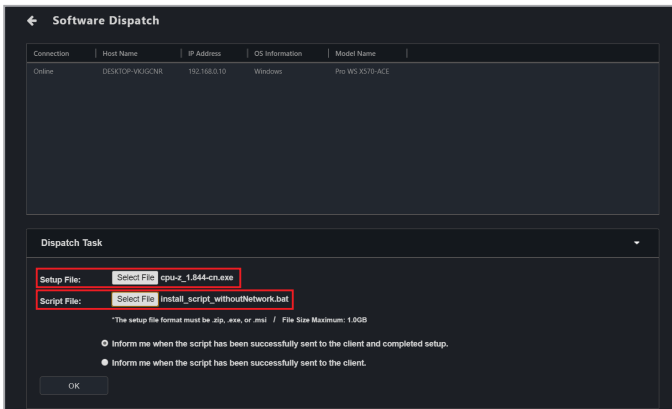 Software Dispatch
Connection Host Name IP Address OS Information Model Name
Online DESKTOP-VKJGCNR 192.168.0.10 Windows Pro WS X570-ACE
Dispatch Task
Setup File: Select File cpu-z_1.844-cn.exe
Script File: Select File install_script_withoutNetwork.bat
*The setup file format must be .zip, .exe, or .msi / File Size Maximum: 1.0GB
Inform me when the script has been successfully sent to the client and completed setup.
Inform me when the script has been successfully sent to the client.
OK